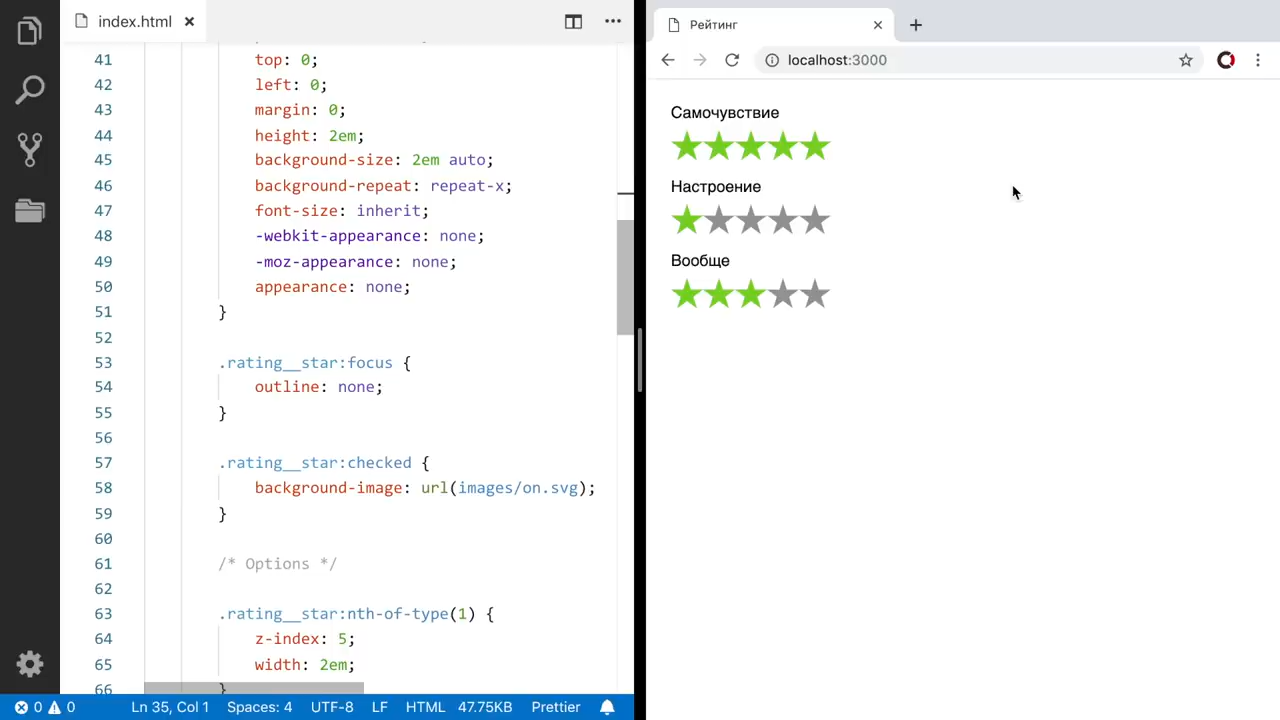 index.html
41 top: 0;
42 left: 0;
43 margin: 0;
44 height: 2em;
45 background-size: 2em auto;
46 background-repeat: repeat-x;
47 font-size: inherit;
48 -webkit-appearance: none;
49 -moz-appearance: none;
50 appearance: none;
51 }
52
53 .rating__star:focus {
54 outline: none;
55 }
56
57 .rating__star:checked {
58 background-image: url(images/on.svg);
59 }
60
61 /* Options */
62
63 .rating__star:nth-of-type(1) {
64 z-index: 5;
65 width: 2em;
66 }
0 0 Ln 35, Col 1 Spaces: 4 UTF-8 LF HTML 47.75KB Prettier
Рейтинг
localhost:3000
Самочувствие
Настроение
Вообще